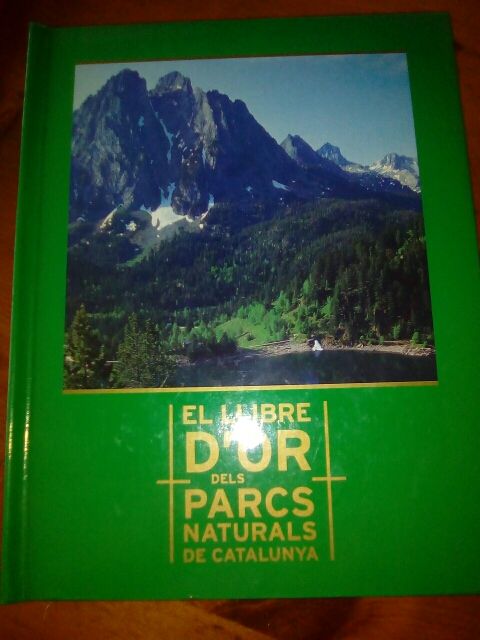 EL LLIBRE
D'OR
DELS
PARCS
NATURALS
DE CATALUNYA